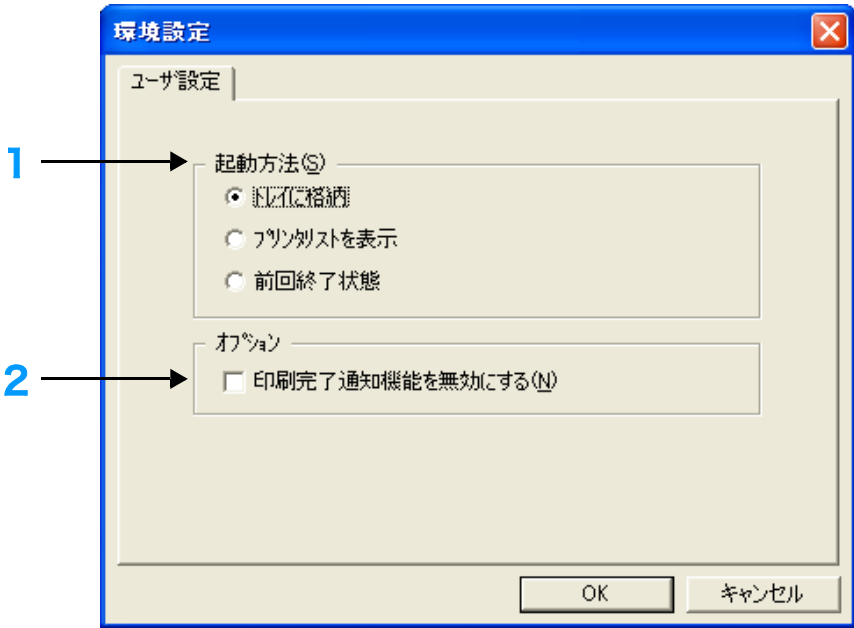 環境設定
ユーザ設定
1
起動方法(S)
トレイに格納
プリンタリストを表示
前回終了状態
2
オプション
印刷完了通知機能を無効にする(N)
OK
キャンセル